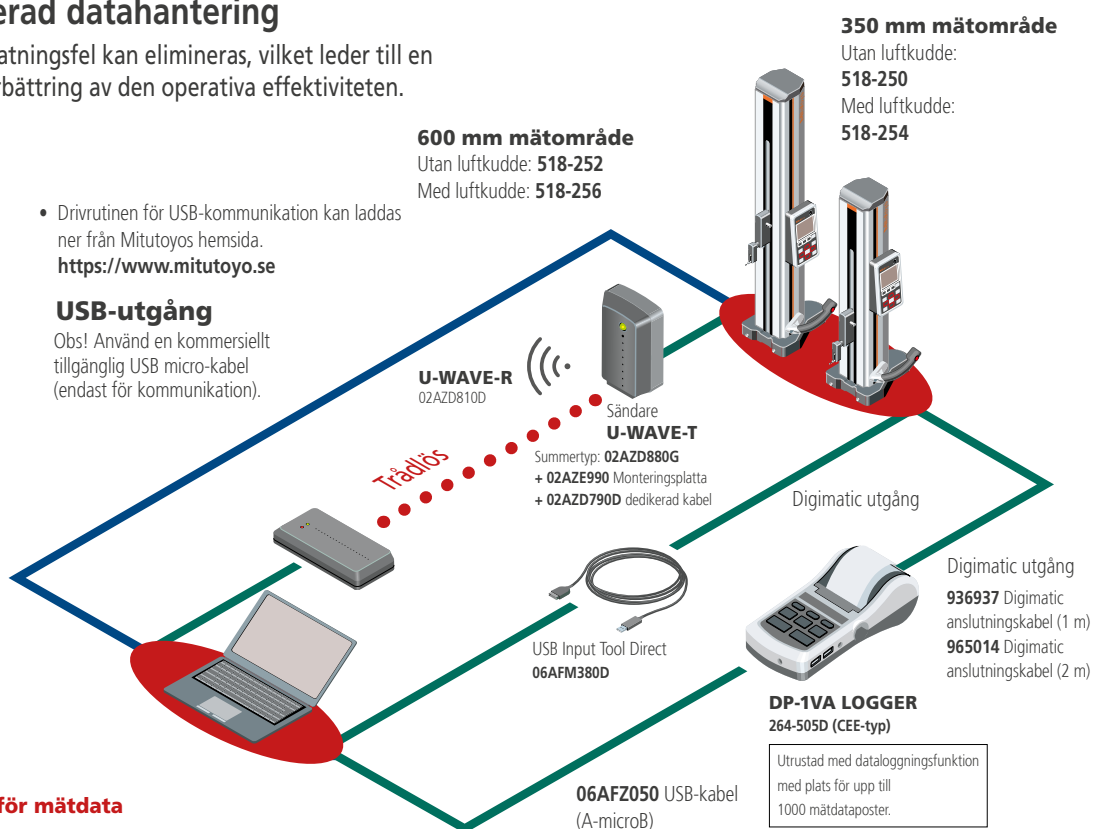 erad datahantering
atningsfel kan elimineras, vilket leder till en
rbättring av den operativa effektiviteten.
350 mm mätområde
Utan luftkudde:
518-250
Med luftkudde:
518-254
600 mm mätområde
Utan luftkudde: 518-252
Med luftkudde: 518-256
• Drivrutinen för USB-kommunikation kan laddas
ner från Mitutoyos hemsida.
https://www.mitutoyo.se
USB-utgång
Obs! Använd en kommersiellt
tillgänglig USB micro-kabel
(endast för kommunikation).
U-WAVE-R
02AZD810D
Sändare
U-WAVE-T
Summertyp: 02AZD880G
+ 02AZE990 Monteringsplatta
+ 02AZD790D dedikerad kabel
Trådlös
Digimatic utgång
USB Input Tool Direct
06AFM380D
Digimatic utgång
936937 Digimatic
anslutningskabel (1 m)
965014 Digimatic
anslutningskabel (2 m)
DP-1VA LOGGER
264-505D (CEE-typ)
Utrustad med dataloggningsfunktion
med plats för upp till
1000 mätdataposter.
06AFZ050 USB-kabel
(A-microB)
för mätdata